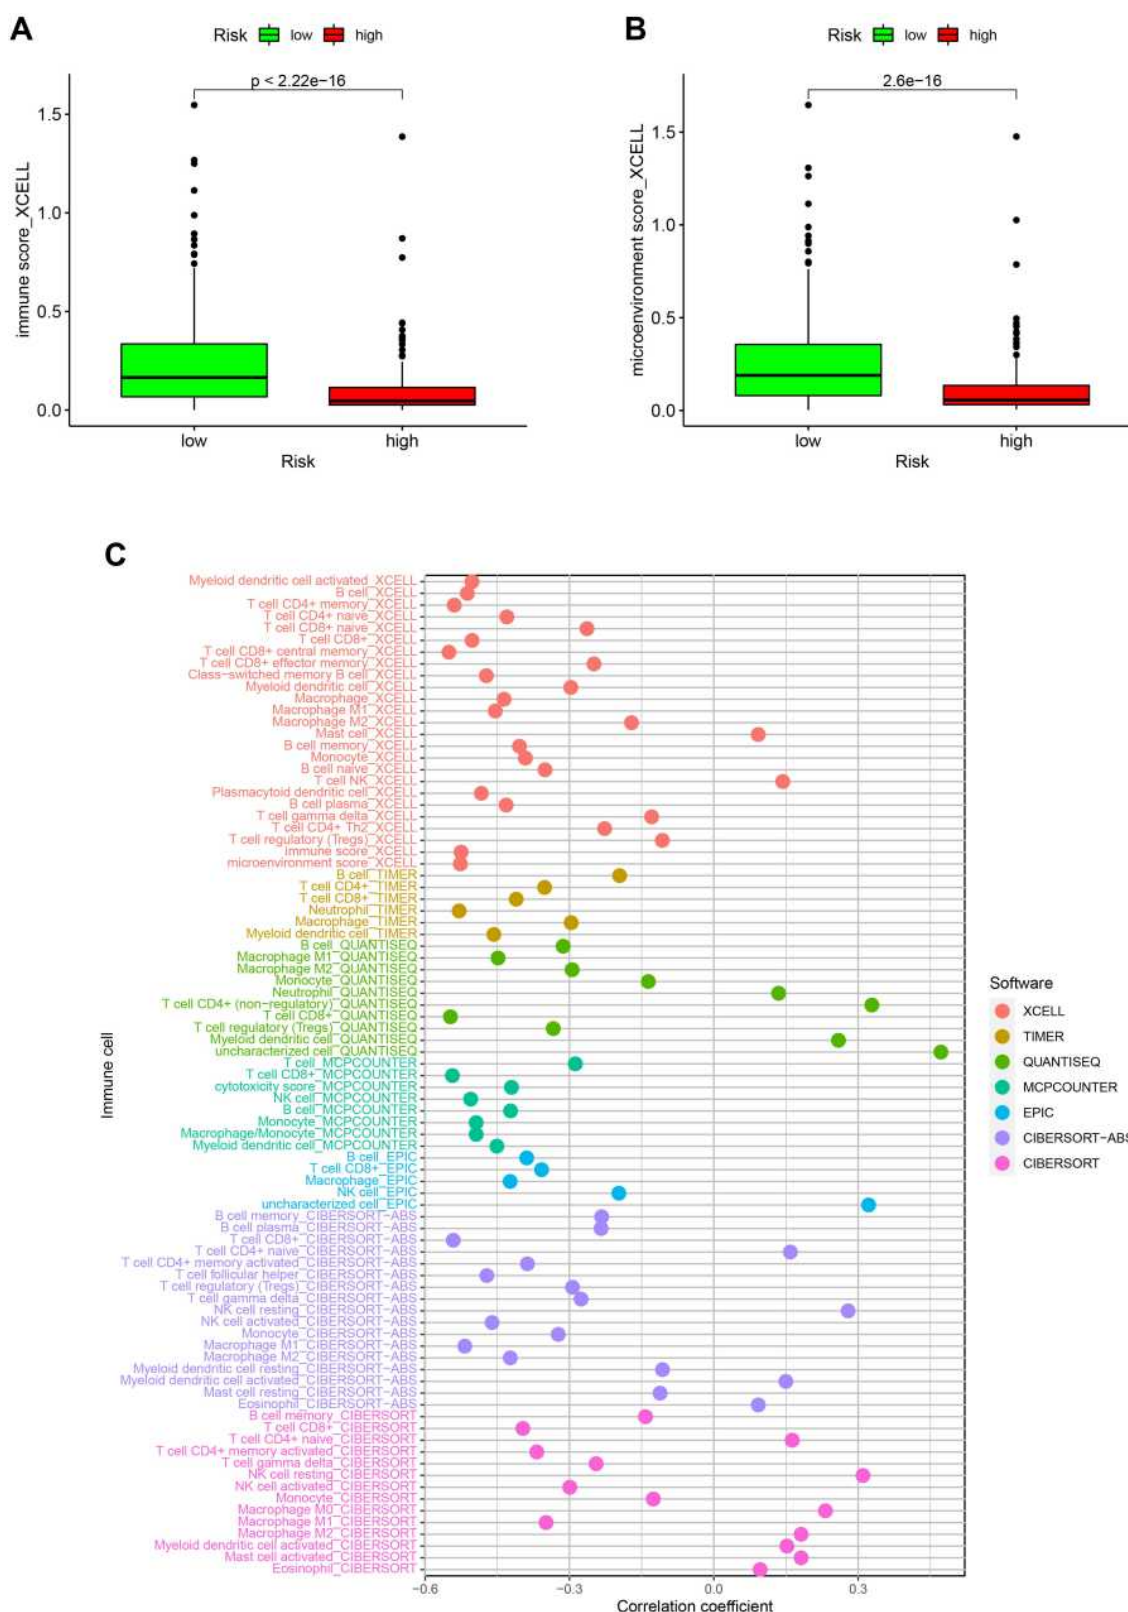 A
Risk low high
p < 2.22e−16
immune score_XCELL
1.5
1.0
0.5
0.0
low high
Risk
B
Risk low high
2.6e−16
microenvironment score_XCELL
1.5
1.0
0.5
0.0
low high
Risk
C
Immune cell
Myeloid dendritic cell activated_XCELL
B cell_XCELL
T cell CD4+ memory_XCELL
T cell CD4+ naive_XCELL
T cell CD8+ naive_XCELL
T cell CD8+_XCELL
T cell CD8+ central memory_XCELL
T cell CD8+ effector memory_XCELL
Class−switched memory B cell_XCELL
Myeloid dendritic cell_XCELL
Macrophage_XCELL
Macrophage M1_XCELL
Macrophage M2_XCELL
Mast cell_XCELL
B cell memory_XCELL
Monocyte_XCELL
B cell naive_XCELL
T cell NK_XCELL
Plasmacytoid dendritic cell_XCELL
B cell plasma_XCELL
T cell gamma delta_XCELL
T cell CD4+ Th2_XCELL
T cell regulatory (Tregs)_XCELL
Immune score_XCELL
microenvironment score_XCELL
B cell_TIMER
T cell CD4+_TIMER
T cell CD8+_TIMER
Neutrophil_TIMER
Macrophage_TIMER
Myeloid dendritic cell_TIMER
B cell_QUANTISEQ
Macrophage M1_QUANTISEQ
Macrophage M2_QUANTISEQ
Monocyte_QUANTISEQ
Neutrophil_QUANTISEQ
T cell CD4+ (non−regulatory)_QUANTISEQ
T cell CD8+_QUANTISEQ
T cell regulatory (Tregs)_QUANTISEQ
Myeloid dendritic cell_QUANTISEQ
uncharacterized cell_QUANTISEQ
T cell_MCPCOUNTER
T cell CD8+_MCPCOUNTER
cytotoxicity score_MCPCOUNTER
NK cell_MCPCOUNTER
B cell_MCPCOUNTER
Monocyte_MCPCOUNTER
Macrophage/Monocyte_MCPCOUNTER
Myeloid dendritic cell_MCPCOUNTER
B cell_EPIC
T cell CD8+_EPIC
Macrophage_EPIC
NK cell_EPIC
uncharacterized cell_EPIC
B cell memory_CIBERSORT−ABS
B cell plasma_CIBERSORT−ABS
T cell CD8+_CIBERSORT−ABS
T cell CD4+ naive_CIBERSORT−ABS
T cell CD4+ memory activated_CIBERSORT−ABS
T cell follicular helper_CIBERSORT−ABS
T cell regulatory (Tregs)_CIBERSORT−ABS
T cell gamma delta_CIBERSORT−ABS
NK cell resting_CIBERSORT−ABS
NK cell activated_CIBERSORT−ABS
Monocyte_CIBERSORT−ABS
Macrophage M1_CIBERSORT−ABS
Macrophage M2_CIBERSORT−ABS
Myeloid dendritic cell resting_CIBERSORT−ABS
Myeloid dendritic cell activated_CIBERSORT−ABS
Mast cell resting_CIBERSORT−ABS
Eosinophil_CIBERSORT−ABS
B cell memory_CIBERSORT
T cell CD8+_CIBERSORT
T cell CD4+ naive_CIBERSORT
T cell CD4+ memory activated_CIBERSORT
T cell gamma delta_CIBERSORT
NK cell resting_CIBERSORT
NK cell activated_CIBERSORT
Monocyte_CIBERSORT
Macrophage M0_CIBERSORT
Macrophage M1_CIBERSORT
Macrophage M2_CIBERSORT
Myeloid dendritic cell activated_CIBERSORT
Mast cell activated_CIBERSORT
Eosinophil_CIBERSORT
−0.6 −0.3 0.0 0.3
Correlation coefficient
Software
XCELL
TIMER
QUANTISEQ
MCPCOUNTER
EPIC
CIBERSORT−ABS
CIBERSORT